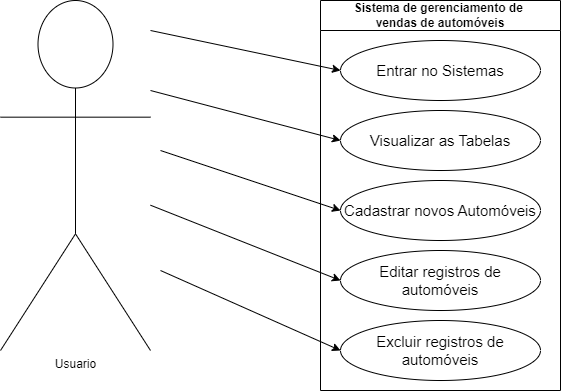 Sistema de gerenciamento de
vendas de automóveis
Entrar no Sistemas
Visualizar as Tabelas
Cadastrar novos Automóveis
Editar registros de
automóveis
Excluir registros de
automóveis
Usuario